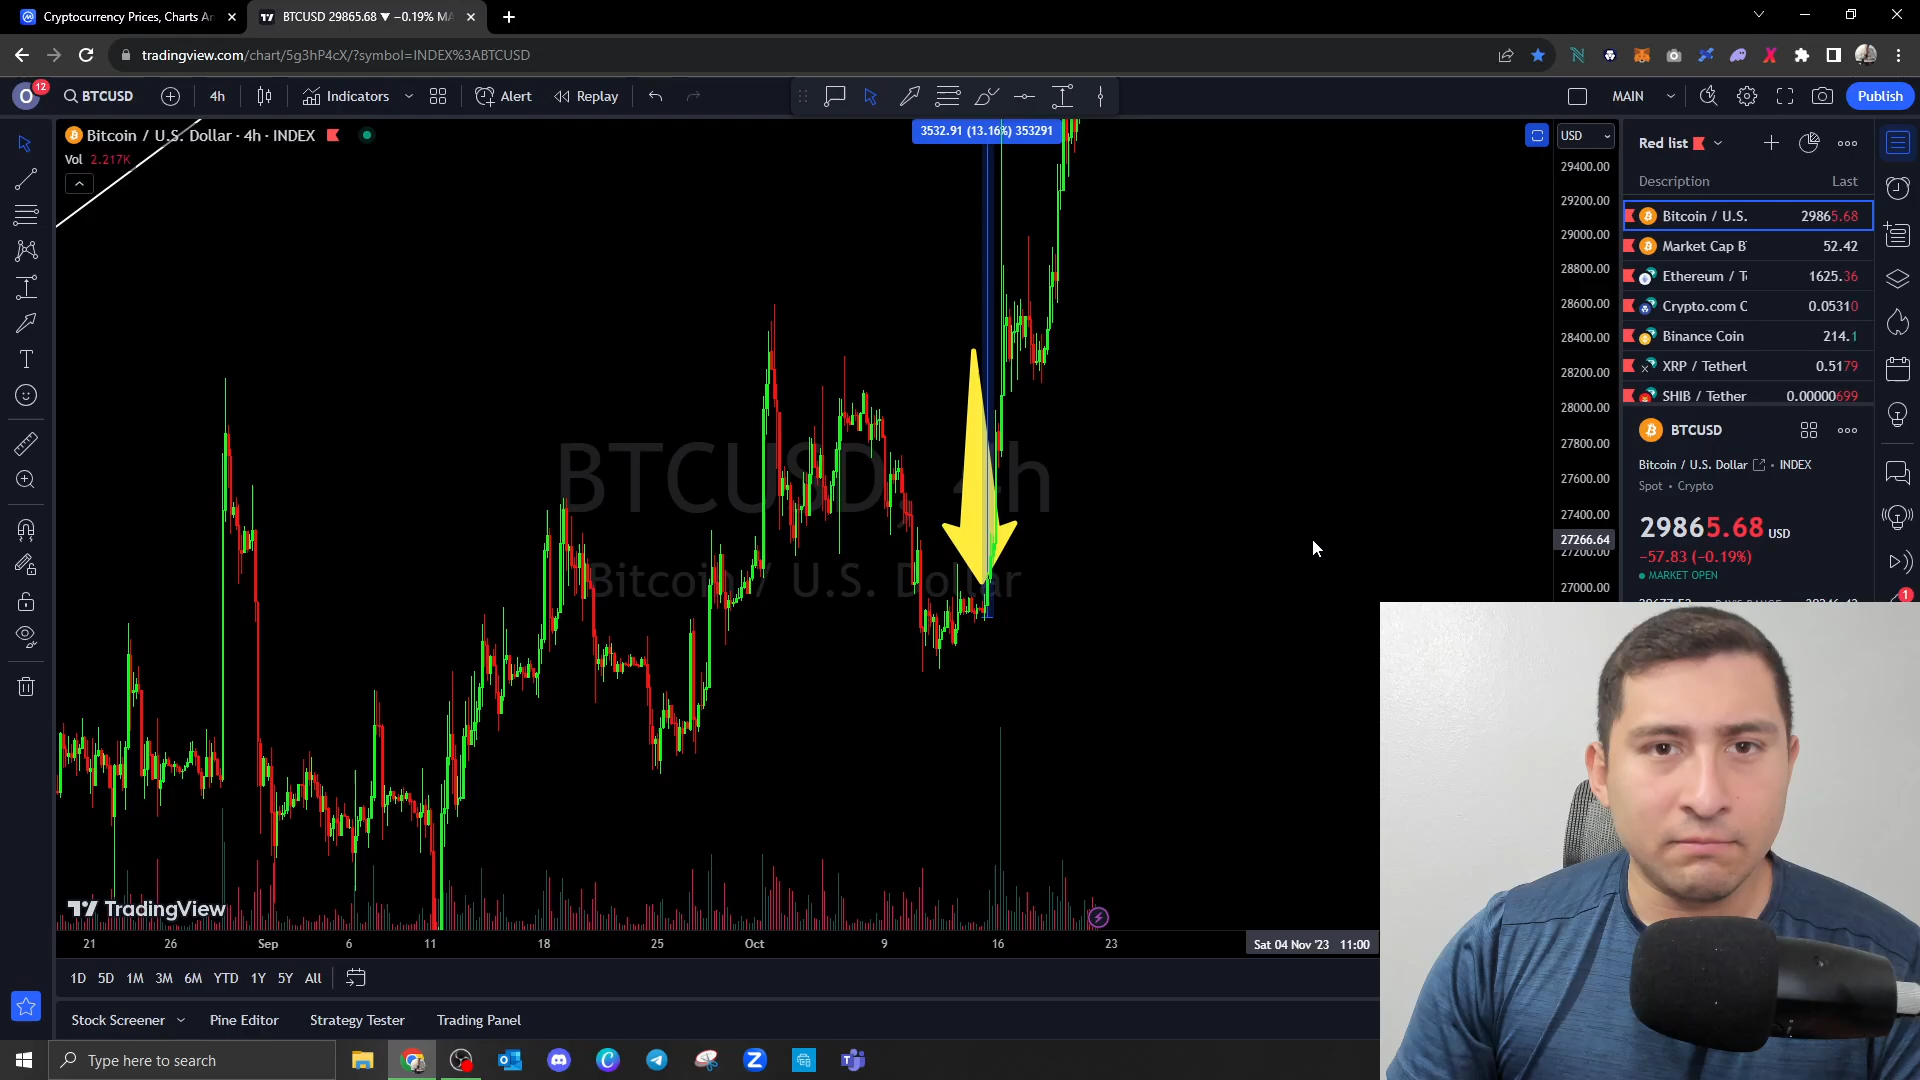 Cryptocurrency Prices, Charts An
BTCUSD 29865.68 ▼ −0.19% MA
tradingview.com/chart/5g3hP4cX/?symbol=INDEX%3ABTCUSD
O 12
BTCUSD
4h
Indicators
Alert
Replay
MAIN
Publish
Bitcoin / U.S. Dollar · 4h · INDEX
Vol 2.217K
3532.91 (13.16%) 353291
USD
29400.00
29200.00
29000.00
28800.00
28600.00
28400.00
28200.00
28000.00
27800.00
27600.00
27400.00
27266.64
27200.00
27000.00
BTCUSD, 4h
Bitcoin / U.S. Dollar
TradingView
21 26 Sep 6 11 18 25 Oct 9 16 23
Sat 04 Nov '23 11:00
1D 5D 1M 3M 6M YTD 1Y 5Y All
Stock Screener Pine Editor Strategy Tester Trading Panel
Type here to search
Red list
Description Last
Bitcoin / U.S. 29865.68
Market Cap B 52.42
Ethereum / T 1625.36
Crypto.com C 0.05310
Binance Coin 214.1
XRP / Tetherl 0.5179
SHIB / Tether 0.00000699
BTCUSD
Bitcoin / U.S. Dollar • INDEX
Spot • Crypto
29865.68 USD
−57.83 (−0.19%)
MARKET OPEN
1